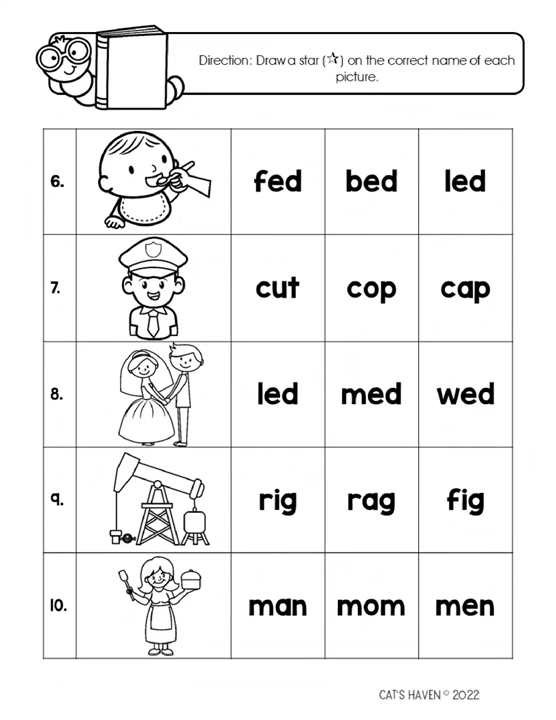 Direction: Draw a star (☆) on the correct name of each
picture.
6. fed bed led
7. cut cop cap
8. led med wed
9. rig rag fig
10. man mom men
CAT'S HAVEN © 2022